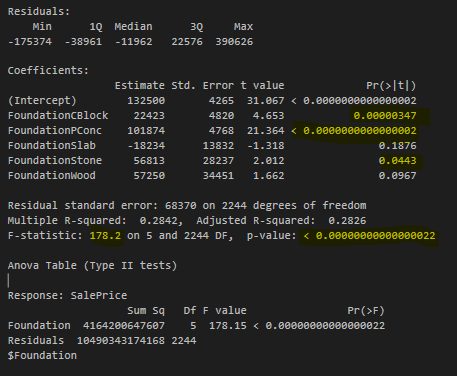 Residuals:
Min 1Q Median 3Q Max
-175374 -38961 -11962 22576 390626
Coefficients:
Estimate Std. Error t value Pr(>|t|)
(Intercept) 132500 4265 31.067 < 0.0000000000000002
FoundationCBlock 22423 4820 4.653 0.00000347
FoundationPConc 101874 4768 21.364 < 0.0000000000000002
FoundationSlab -18234 13832 -1.318 0.1876
FoundationStone 56813 28237 2.012 0.0443
FoundationWood 57250 34451 1.662 0.0967
Residual standard error: 68370 on 2244 degrees of freedom
Multiple R-squared: 0.2842, Adjusted R-squared: 0.2826
F-statistic: 178.2 on 5 and 2244 DF, p-value: < 0.00000000000000022
Anova Table (Type II tests)
Response: SalePrice
Sum Sq Df F value Pr(>F)
Foundation 4164200647607 5 178.15 < 0.00000000000000022
Residuals 10490343174168 2244
$Foundation